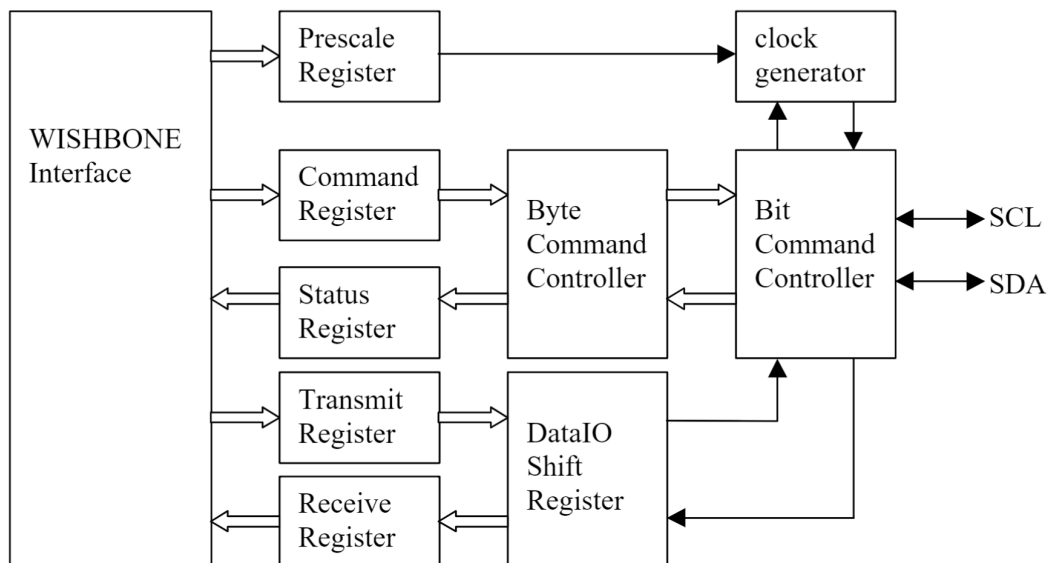 WISHBONE
Interface
Prescale
Register
clock
generator
Command
Register
Byte
Command
Controller
Bit
Command
Controller
SCL
SDA
Status
Register
Transmit
Register
DataIO
Shift
Register
Receive
Register